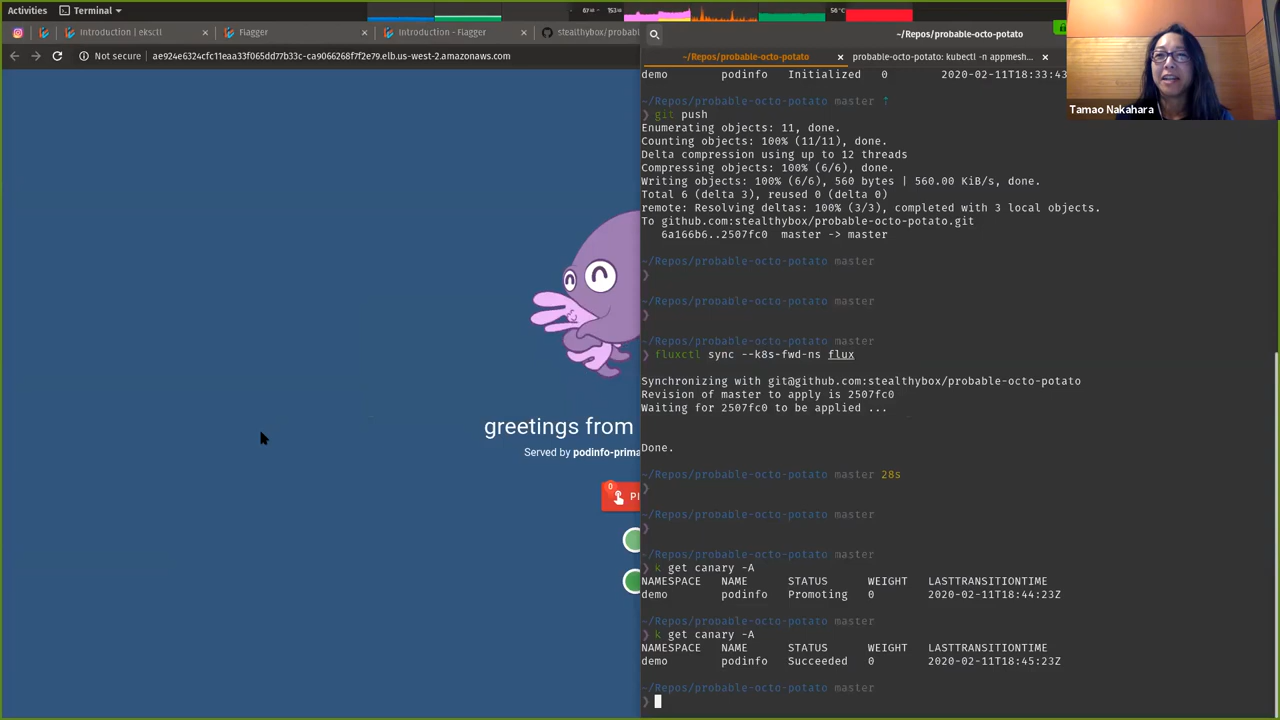 Activities
Terminal
67°
153
56°C
Introduction | eksctl
Flagger
Introduction - Flagger
stealthybox/probabl
~/Repos/probable-octo-potato
Not secure
ae924e6324cfc11eaa33f065dd7b33c-ca9066268f7f2e70.elb.us-west-2.amazonaws.com
~/Repos/probable-octo-potato
probable-octo-potato: kubectl -n appmesh...
demo podinfo Initialized 0 2020-02-11T18:33:43
~/Repos/probable-octo-potato master ↑
❯ git push
Enumerating objects: 11, done.
Counting objects: 100% (11/11), done.
Delta compression using up to 12 threads
Compressing objects: 100% (6/6), done.
Writing objects: 100% (6/6), 560 bytes | 560.00 KiB/s, done.
Total 6 (delta 3), reused 0 (delta 0)
remote: Resolving deltas: 100% (3/3), completed with 3 local objects.
To github.com:stealthybox/probable-octo-potato.git
6a166b6..2507fc0 master -> master
~/Repos/probable-octo-potato master
❯
~/Repos/probable-octo-potato master
❯
~/Repos/probable-octo-potato master
❯ fluxctl sync --k8s-fwd-ns flux
Synchronizing with git@github.com:stealthybox/probable-octo-potato
Revision of master to apply is 2507fc0
Waiting for 2507fc0 to be applied ...
Done.
~/Repos/probable-octo-potato master 28s
❯
~/Repos/probable-octo-potato master
❯
~/Repos/probable-octo-potato master
❯ k get canary -A
NAMESPACE NAME STATUS WEIGHT LASTTRANSITIONTIME
demo podinfo Promoting 0 2020-02-11T18:44:23Z
~/Repos/probable-octo-potato master
❯ k get canary -A
NAMESPACE NAME STATUS WEIGHT LASTTRANSITIONTIME
demo podinfo Succeeded 0 2020-02-11T18:45:23Z
~/Repos/probable-octo-potato master
❯
greetings from
Served by podinfo-prima
0
PI
Tamao Nakahara